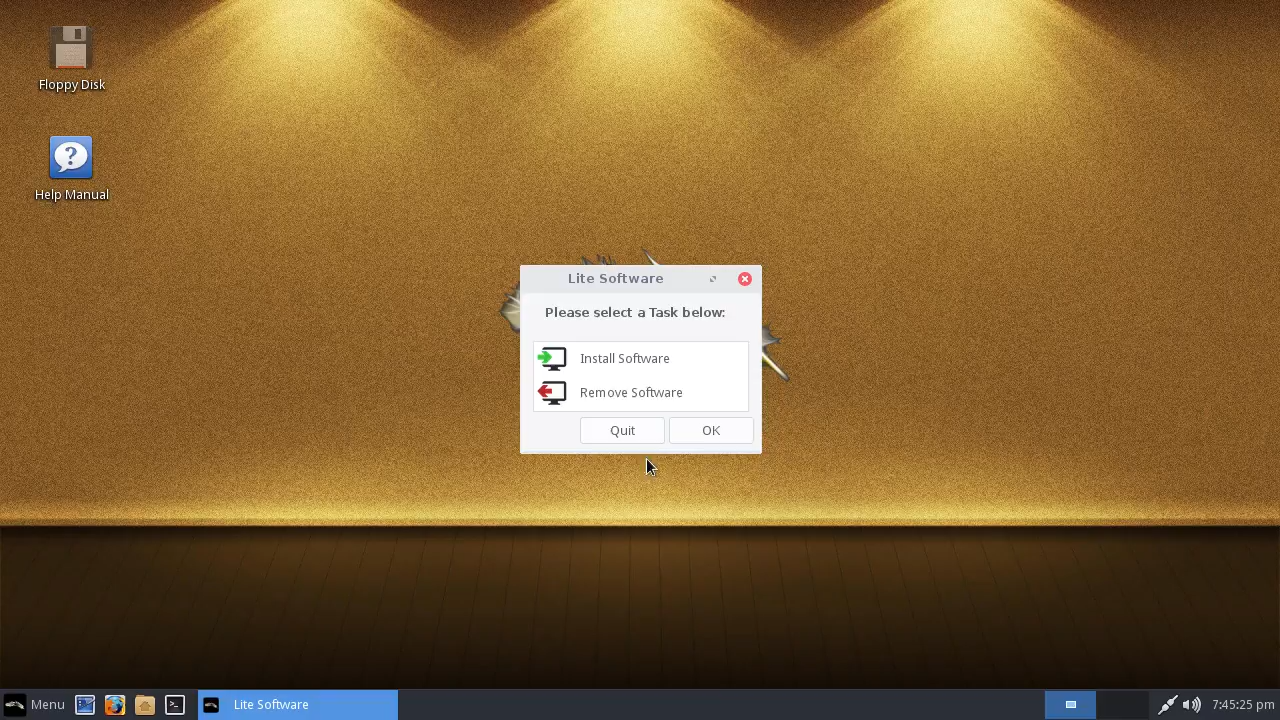 Floppy Disk
Help Manual
Lite Software
Please select a Task below:
Install Software
Remove Software
Quit
OK
Menu
Lite Software
7:45:25 pm